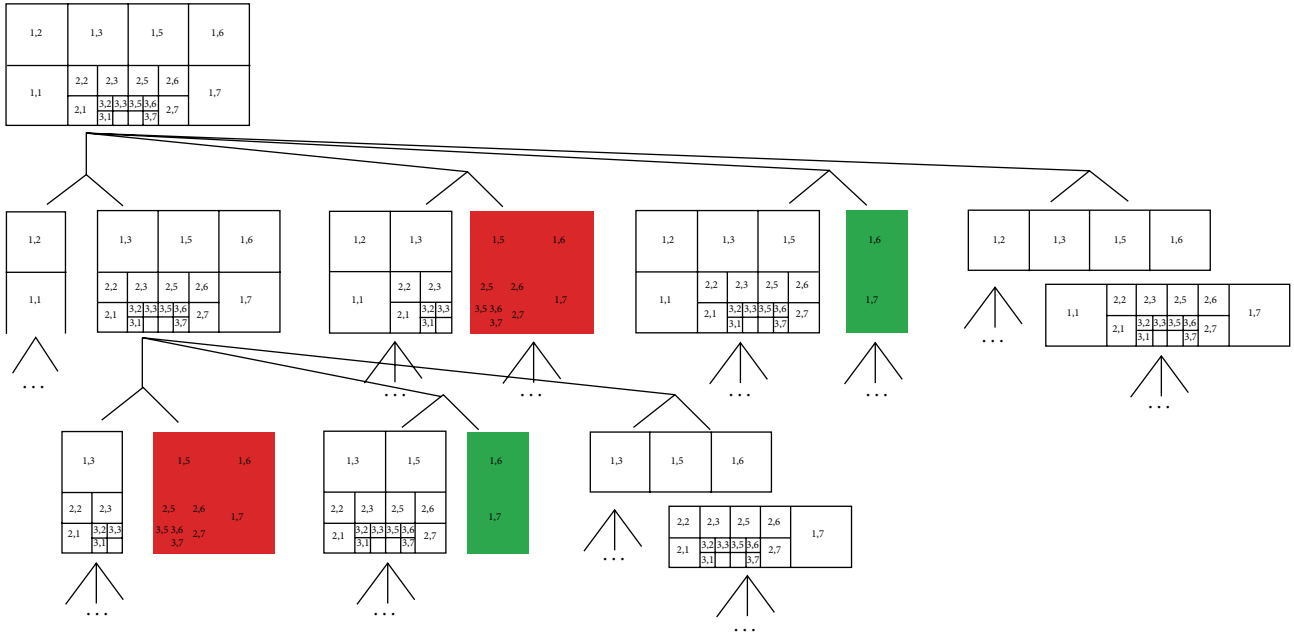 1,2 1,3 1,5 1,6
2,2 2,3 2,5 2,6
1,1 1,7
3,2 3,3 3,5 3,6
2,1 2,7
3,1 3,7
1,2 1,3 1,5 1,6 1,2 1,3 1,5 1,6 1,2 1,3 1,5 1,6 1,2 1,3 1,5 1,6
2,2 2,3 2,5 2,6 2,2 2,3 2,5 2,6 2,2 2,3 2,5 2,6
1,1 1,7 1,1 1,7 1,1 1,7
3,2 3,3 3,5 3,6 3,2 3,3 3,5 3,6 3,2 3,3 3,5 3,6
2,1 2,7 2,1 2,7 2,1 2,7
3,1 3,7 3,1 3,7 3,1 3,7
2,2 2,3 2,5 2,6
1,1 1,7
3,2 3,3 3,5 3,6
2,1 2,7
3,1 3,7
... ... ... ... ... ... ...
1,3 1,5 1,6 1,3 1,5 1,6 1,3 1,5 1,6
2,2 2,3 2,5 2,6 2,2 2,3 2,5 2,6
1,7 1,7
3,2 3,3 3,5 3,6 3,2 3,3 3,5 3,6
2,1 2,7 2,1 2,7
3,1 3,7 3,1 3,7
2,2 2,3 2,5 2,6
1,7
3,2 3,3 3,5 3,6
2,1 2,7
3,1 3,7
... ... ... ...